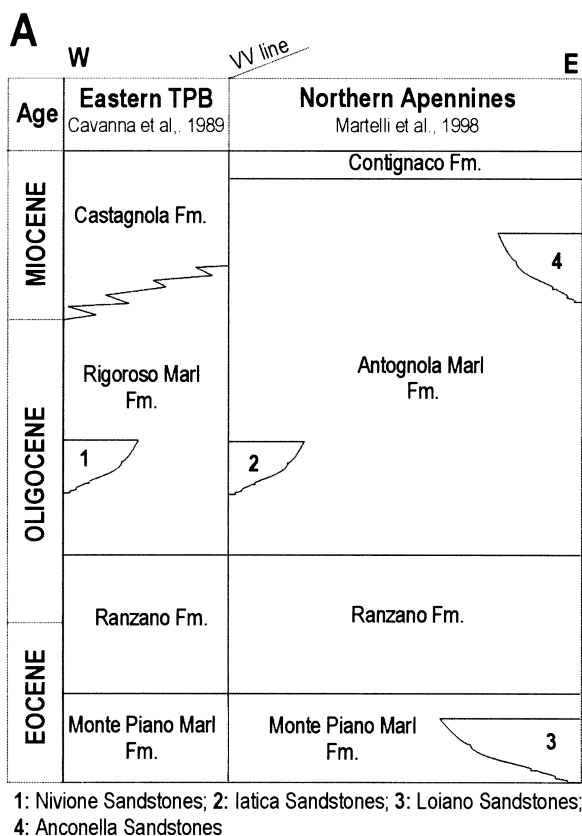 A
W
VV line
E
Age
Eastern TPB
Cavanna et al,. 1989
Northern Apennines
Martelli et al., 1998
MIOCENE
Contignaco Fm.
Castagnola Fm.
4
OLIGOCENE
Rigoroso Marl
Fm.
Antognola Marl
Fm.
1
2
Ranzano Fm.
Ranzano Fm.
EOCENE
Monte Piano Marl
Fm.
Monte Piano Marl
Fm.
3
1: Nivione Sandstones; 2: Iatica Sandstones; 3: Loiano Sandstones;
4: Anconella Sandstones